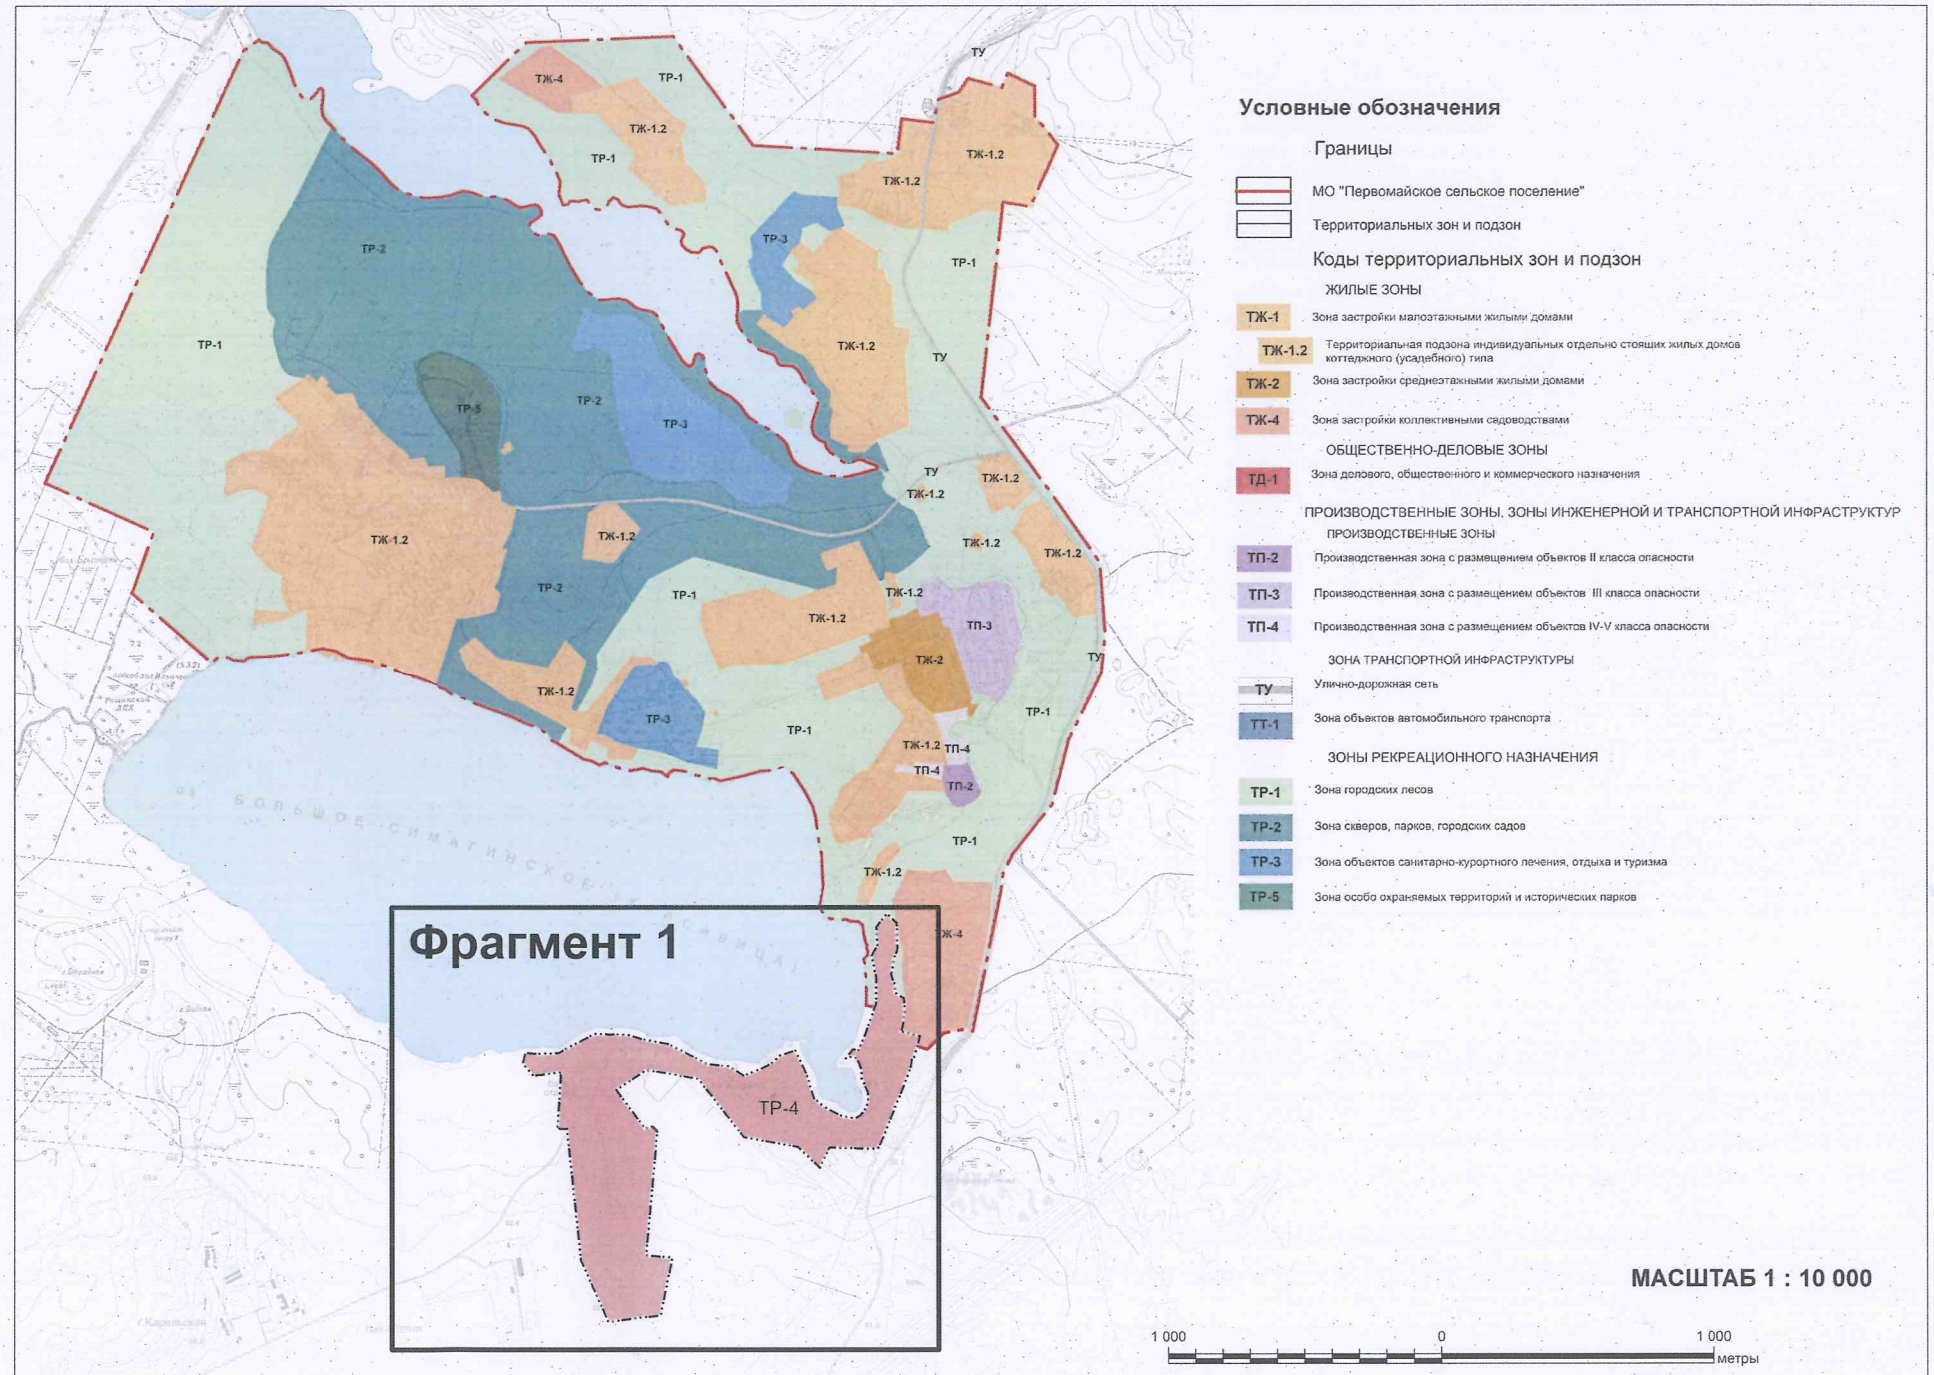 ТУ
ТЖ-4
ТР-1
ТЖ-1.2
ТР-1
ТЖ-1.2
ТЖ-1.2
ТР-2
ТР-3
ТР-1
ТР-1
ТЖ-1.2
ТУ
ТР-5
ТР-2
ТР-3
ТУ
ТЖ-1.2
ТЖ-1.2
ТЖ-1.2
ТЖ-1.2
ТЖ-1.2
ТЖ-1.2
ТР-2
ТР-1
ТЖ-1.2
ТЖ-1.2
ТП-3
ТЖ-2
ТУ
ТЖ-1.2
ТР-3
ТР-1
ТР-1
ТЖ-1.2
ТП-4
ТП-4
ТП-2
ТР-1
ТЖ-1.2
ТЖ-4
БОЛЬШОЕ СИМАГИНСКОЕ
Фрагмент 1
ТР-4
г.Карельская
Условные обозначения
Границы
МО "Первомайское сельское поселение"
Территориальных зон и подзон
Коды территориальных зон и подзон
ЖИЛЫЕ ЗОНЫ
ТЖ-1 Зона застройки малоэтажными жилыми домами
ТЖ-1.2 Территориальная подзона индивидуальных отдельно стоящих жилых домов
коттеджного (усадебного) типа
ТЖ-2 Зона застройки среднеэтажными жилыми домами
ТЖ-4 Зона застройки коллективными садоводствами
ОБЩЕСТВЕННО-ДЕЛОВЫЕ ЗОНЫ
ТД-1 Зона делового, общественного и коммерческого назначения
ПРОИЗВОДСТВЕННЫЕ ЗОНЫ, ЗОНЫ ИНЖЕНЕРНОЙ И ТРАНСПОРТНОЙ ИНФРАСТРУКТУР
ПРОИЗВОДСТВЕННЫЕ ЗОНЫ
ТП-2 Производственная зона с размещением объектов II класса опасности
ТП-3 Производственная зона с размещением объектов III класса опасности
ТП-4 Производственная зона с размещением объектов IV-V класса опасности
ЗОНА ТРАНСПОРТНОЙ ИНФРАСТРУКТУРЫ
ТУ Улично-дорожная сеть
ТТ-1 Зона объектов автомобильного транспорта
ЗОНЫ РЕКРЕАЦИОННОГО НАЗНАЧЕНИЯ
ТР-1 Зона городских лесов
ТР-2 Зона скверов, парков, городских садов
ТР-3 Зона объектов санитарно-курортного лечения, отдыха и туризма
ТР-5 Зона особо охраняемых территорий и исторических парков
МАСШТАБ 1 : 10 000
1 000 0 1 000
метры